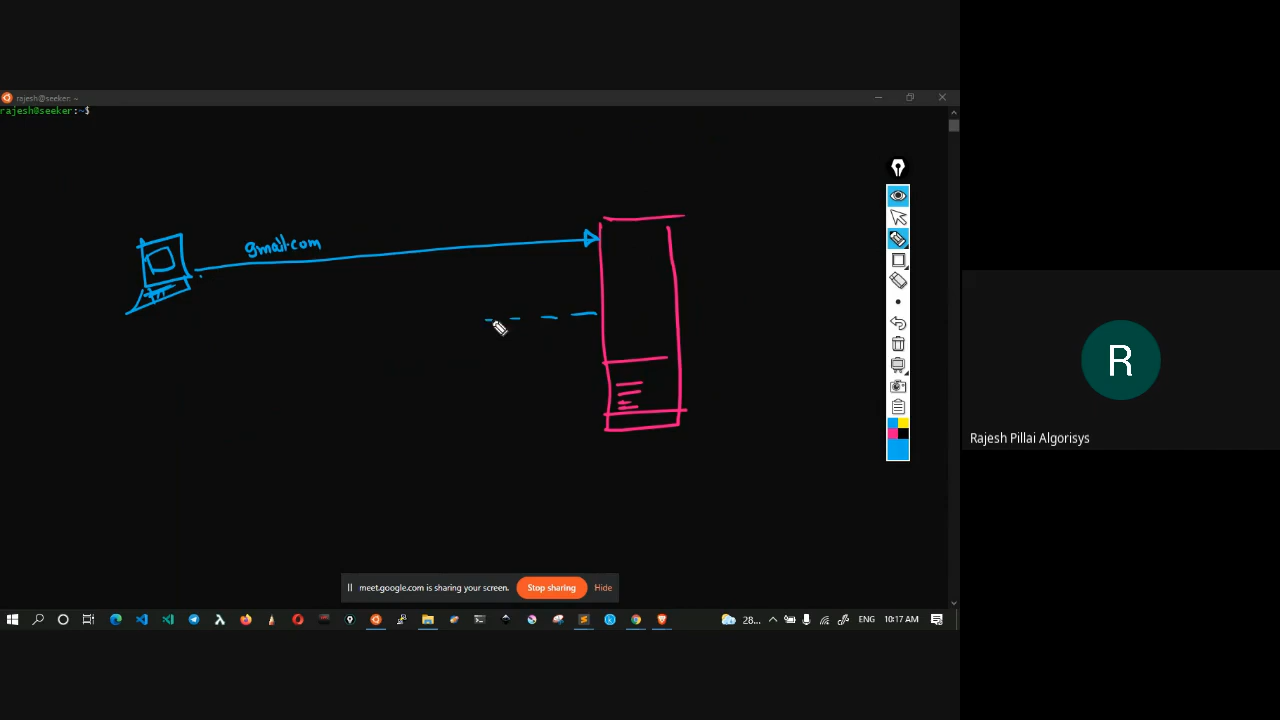 rajesh@seeker: ~
rajesh@seeker:~$
gmail.com
R
Rajesh Pillai Algorisys
meet.google.com is sharing your screen.
Stop sharing
Hide
28...
ENG
10:17 AM